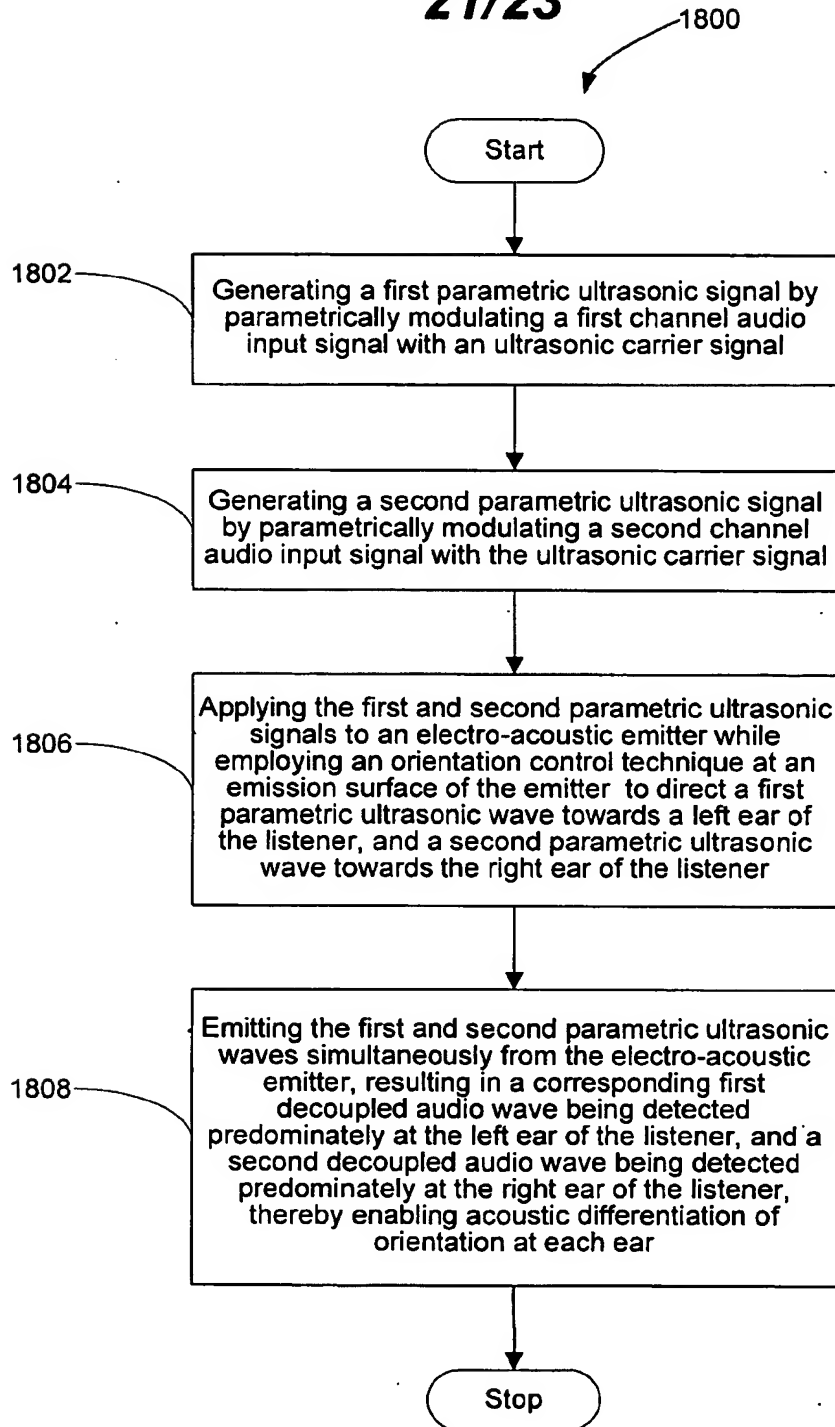 21/23
1800
Start
1802
Generating a first parametric ultrasonic signal by
parametrically modulating a first channel audio
input signal with an ultrasonic carrier signal
1804
Generating a second parametric ultrasonic signal
by parametrically modulating a second channel
audio input signal with the ultrasonic carrier signal
1806
Applying the first and second parametric ultrasonic
signals to an electro-acoustic emitter while
employing an orientation control technique at an
emission surface of the emitter to direct a first
parametric ultrasonic wave towards a left ear of
the listener, and a second parametric ultrasonic
wave towards the right ear of the listener
1808
Emitting the first and second parametric ultrasonic
waves simultaneously from the electro-acoustic
emitter, resulting in a corresponding first
decoupled audio wave being detected
predominately at the left ear of the listener, and a
second decoupled audio wave being detected
predominately at the right ear of the listener,
thereby enabling acoustic differentiation of
orientation at each ear
Stop